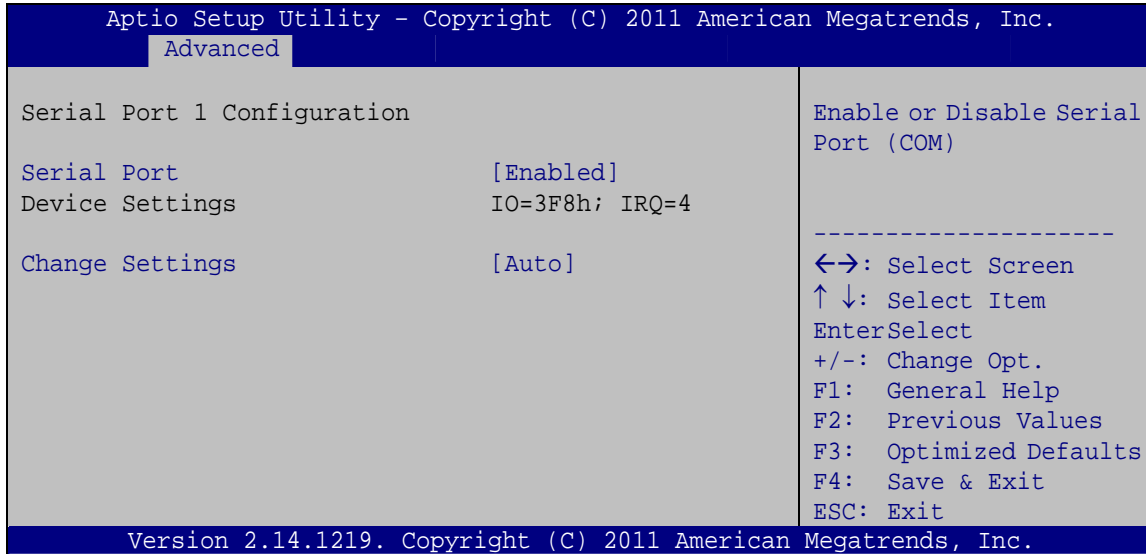 Aptio Setup Utility – Copyright (C) 2011 American Megatrends, Inc.
Advanced
Serial Port 1 Configuration
Serial Port [Enabled]
Device Settings IO=3F8h; IRQ=4
Change Settings [Auto]
Enable or Disable Serial
Port (COM)
---------------------
←→: Select Screen
↑ ↓: Select Item
EnterSelect
+/-: Change Opt.
F1: General Help
F2: Previous Values
F3: Optimized Defaults
F4: Save & Exit
ESC: Exit
Version 2.14.1219. Copyright (C) 2011 American Megatrends, Inc.